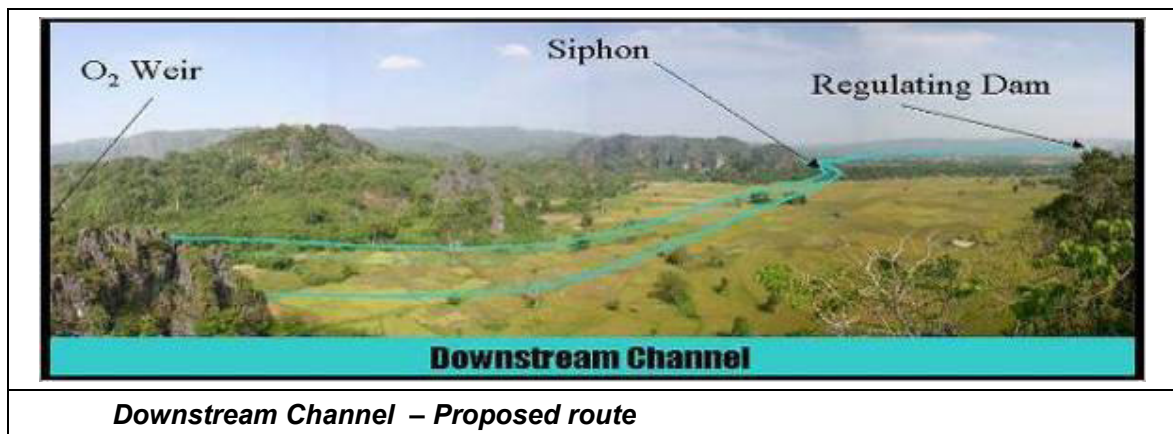 O₂ Weir
Siphon
Regulating Dam
Downstream Channel
Downstream Channel – Proposed route